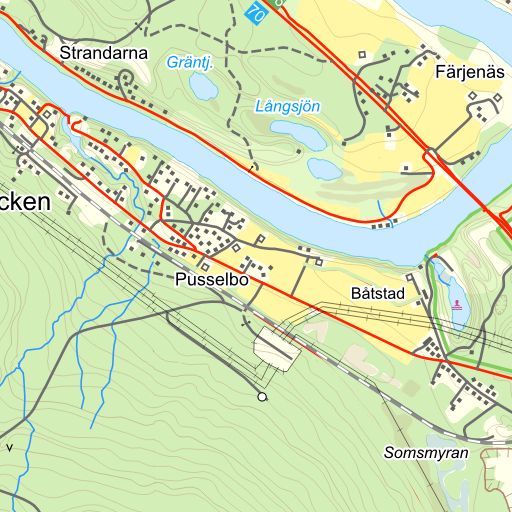 70
Strandarna
Gräntj.
Färjenäs
Långsjön
cken
Pusselbo
Båtstad
Somsmyran